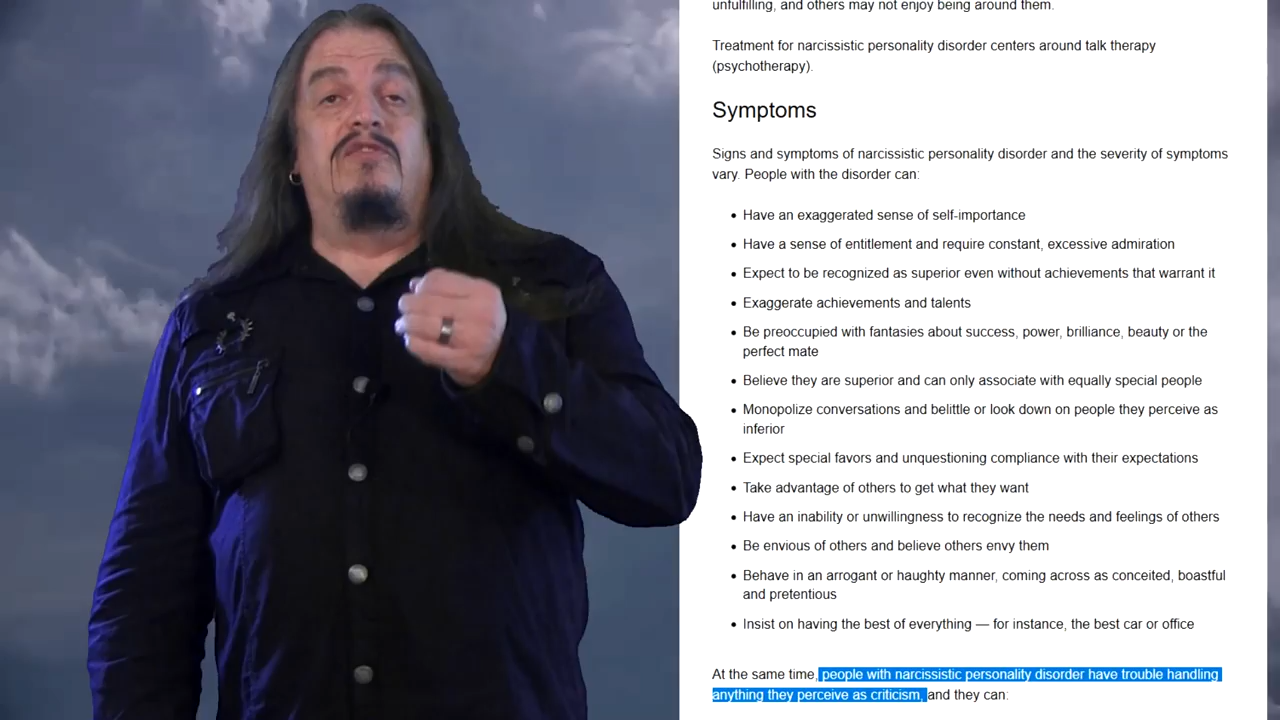 unfulfilling, and others may not enjoy being around them.
Treatment for narcissistic personality disorder centers around talk therapy
(psychotherapy).
Symptoms
Signs and symptoms of narcissistic personality disorder and the severity of symptoms
vary. People with the disorder can:
• Have an exaggerated sense of self-importance
• Have a sense of entitlement and require constant, excessive admiration
• Expect to be recognized as superior even without achievements that warrant it
• Exaggerate achievements and talents
• Be preoccupied with fantasies about success, power, brilliance, beauty or the
perfect mate
• Believe they are superior and can only associate with equally special people
• Monopolize conversations and belittle or look down on people they perceive as
inferior
• Expect special favors and unquestioning compliance with their expectations
• Take advantage of others to get what they want
• Have an inability or unwillingness to recognize the needs and feelings of others
• Be envious of others and believe others envy them
• Behave in an arrogant or haughty manner, coming across as conceited, boastful
and pretentious
• Insist on having the best of everything — for instance, the best car or office
At the same time, people with narcissistic personality disorder have trouble handling
anything they perceive as criticism, and they can: